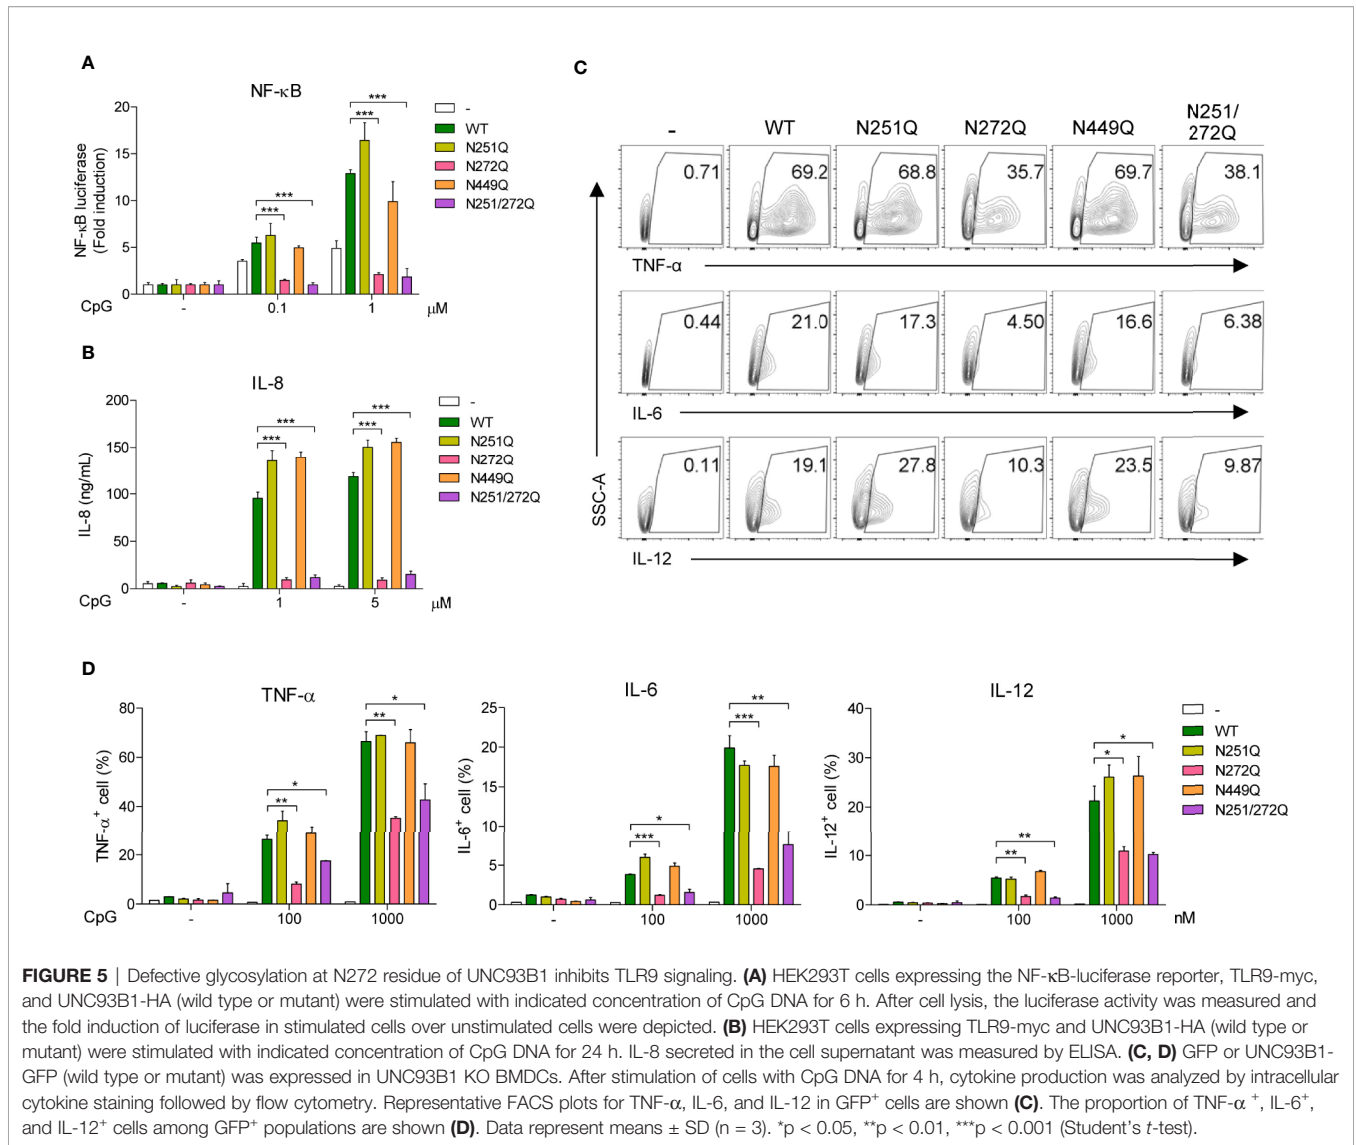 A
NF-κB
NF-κB luciferase
(Fold induction)
20
15
10
5
0
***
***
***
***
-
WT
N251Q
N272Q
N449Q
N251/272Q
CpG
-
0.1
1
μM
B
IL-8
IL-8 (ng/mL)
200
150
100
50
0
***
***
***
***
-
WT
N251Q
N272Q
N449Q
N251/272Q
CpG
-
1
5
μM
C
- WT N251Q N272Q N449Q N251/
272Q
0.71 69.2 68.8 35.7 69.7 38.1
TNF-α
0.44 21.0 17.3 4.50 16.6 6.38
IL-6
0.11 19.1 27.8 10.3 23.5 9.87
IL-12
SSC-A
D
TNF-α
TNF-α+ cell (%)
80
60
40
20
0
*
**
*
**
CpG
-
100
1000
IL-6
IL-6+ cell (%)
25
20
15
10
5
0
*
***
**
***
-
100
1000
IL-12
IL-12+ cell (%)
40
30
20
10
0
**
**
*
*
-
100
1000
nM
-
WT
N251Q
N272Q
N449Q
N251/272Q
FIGURE 5 | Defective glycosylation at N272 residue of UNC93B1 inhibits TLR9 signaling. (A) HEK293T cells expressing the NF-κB-luciferase reporter, TLR9-myc,
and UNC93B1-HA (wild type or mutant) were stimulated with indicated concentration of CpG DNA for 6 h. After cell lysis, the luciferase activity was measured and
the fold induction of luciferase in stimulated cells over unstimulated cells were depicted. (B) HEK293T cells expressing TLR9-myc and UNC93B1-HA (wild type or
mutant) were stimulated with indicated concentration of CpG DNA for 24 h. IL-8 secreted in the cell supernatant was measured by ELISA. (C, D) GFP or UNC93B1-
GFP (wild type or mutant) was expressed in UNC93B1 KO BMDCs. After stimulation of cells with CpG DNA for 4 h, cytokine production was analyzed by intracellular
cytokine staining followed by flow cytometry. Representative FACS plots for TNF-α, IL-6, and IL-12 in GFP+ cells are shown (C). The proportion of TNF-α +, IL-6+,
and IL-12+ cells among GFP+ populations are shown (D). Data represent means ± SD (n = 3). *p < 0.05, **p < 0.01, ***p < 0.001 (Student's t-test).